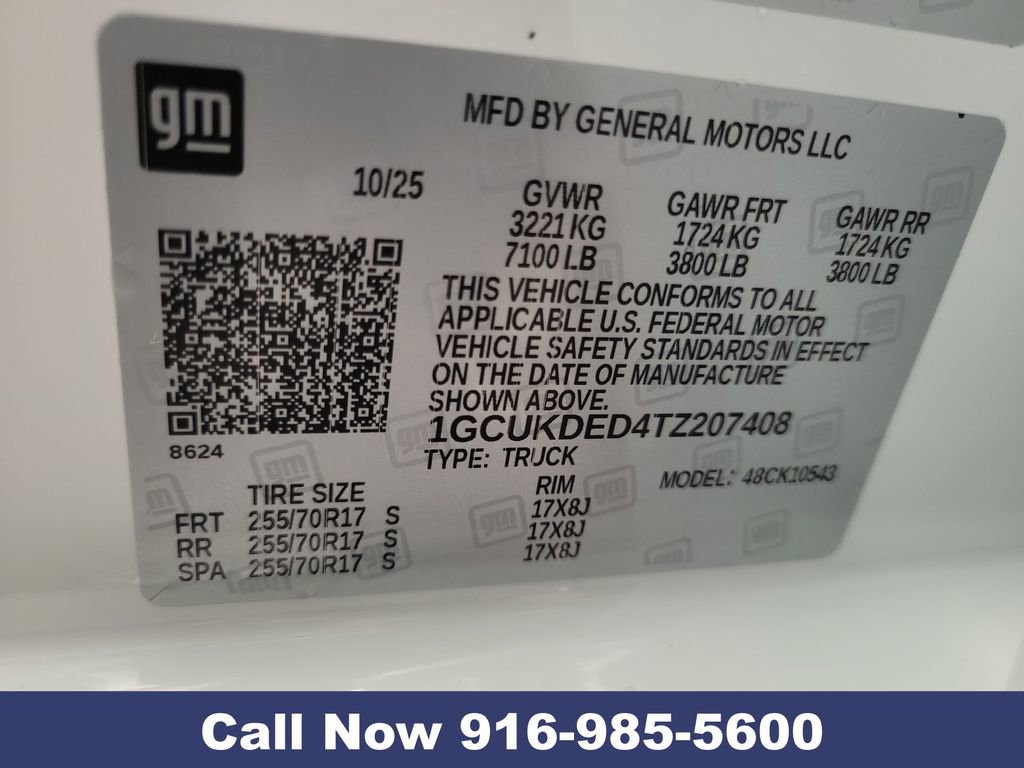 gm
MFD BY GENERAL MOTORS LLC
10/25
GVWR GAWR FRT GAWR RR
3221 KG 1724 KG 1724 KG
7100 LB 3800 LB 3800 LB
THIS VEHICLE CONFORMS TO ALL
APPLICABLE U.S. FEDERAL MOTOR
VEHICLE SAFETY STANDARDS IN EFFECT
ON THE DATE OF MANUFACTURE
SHOWN ABOVE.
1GCUKDED4TZ207408
8624
TYPE: TRUCK MODEL: 48CK10543
TIRE SIZE RIM
FRT 255/70R17 S 17X8J
RR 255/70R17 S 17X8J
SPA 255/70R17 S 17X8J
Call Now 916-985-5600